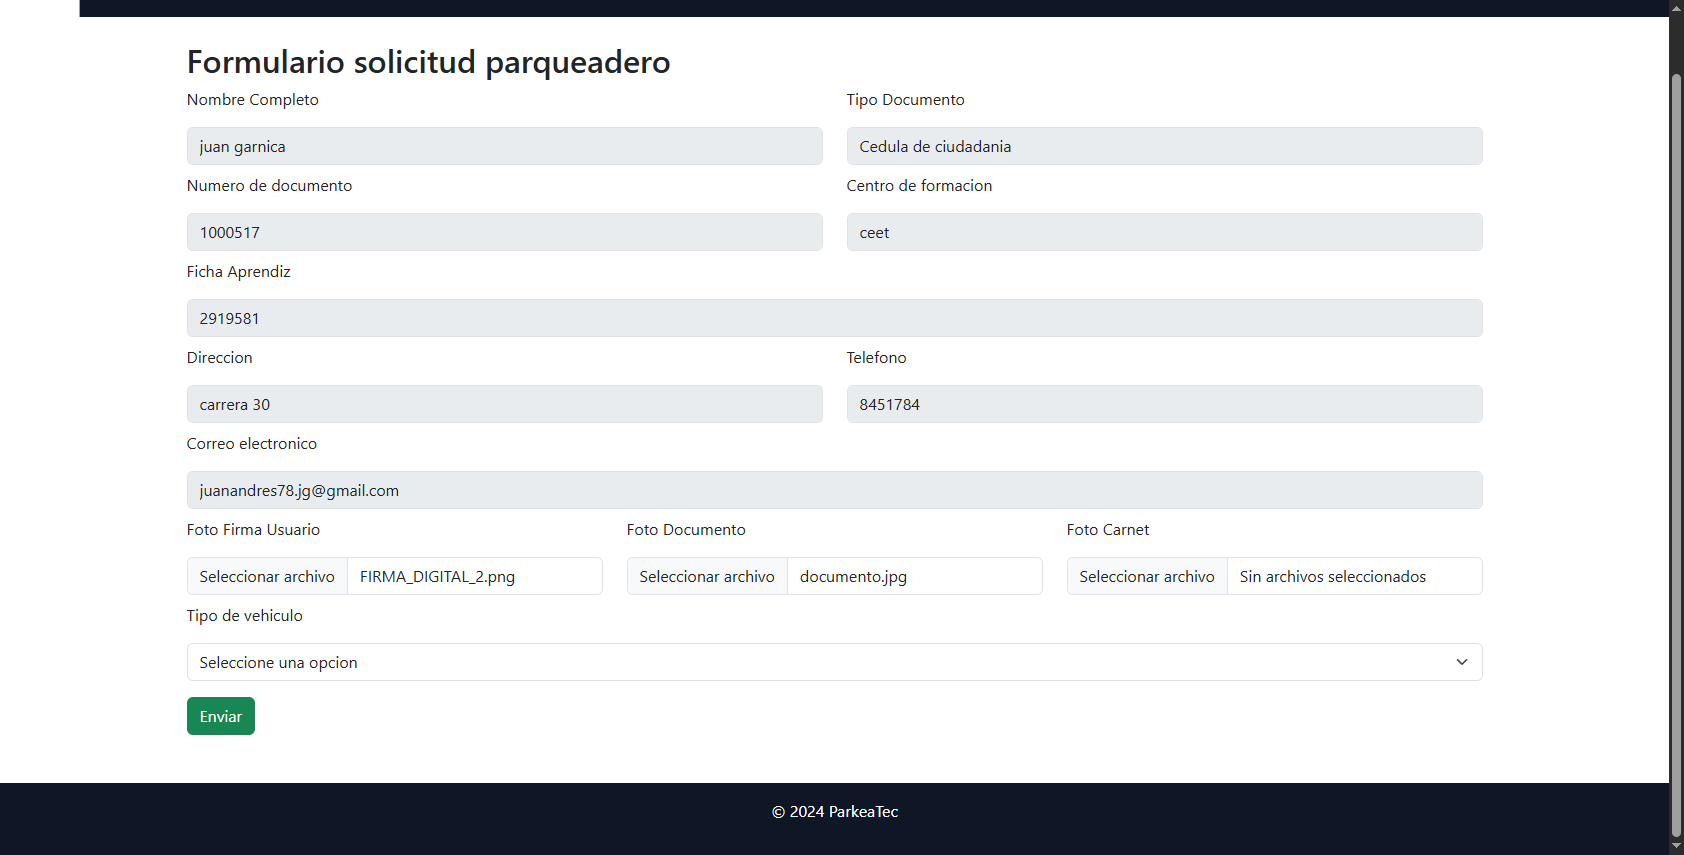 Formulario solicitud parqueadero
Nombre Completo
Tipo Documento
juan garnica
Cedula de ciudadania
Numero de documento
Centro de formacion
1000517
ceet
Ficha Aprendiz
2919581
Direccion
Telefono
carrera 30
8451784
Correo electronico
juanandres78.jg@gmail.com
Foto Firma Usuario
Foto Documento
Foto Carnet
Seleccionar archivo FIRMA_DIGITAL_2.png
Seleccionar archivo documento.jpg
Seleccionar archivo Sin archivos seleccionados
Tipo de vehiculo
Seleccione una opcion
Enviar
© 2024 ParkeaTec